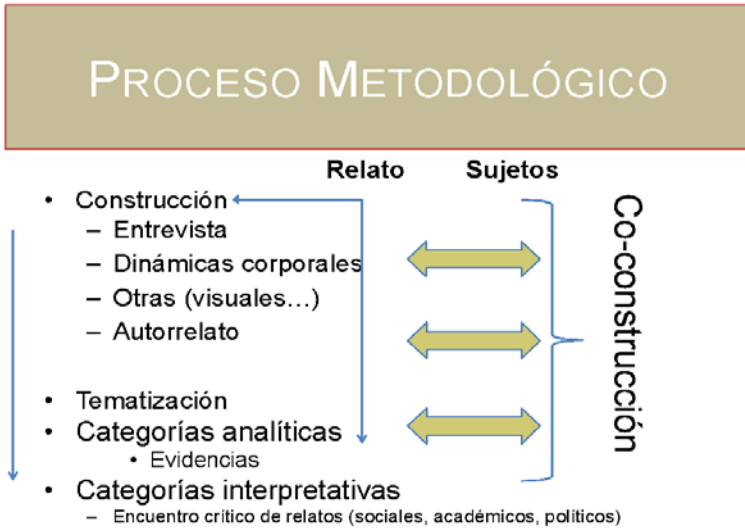 PROCESO METODOLÓGICO
Relato Sujetos
• Construcción
– Entrevista
– Dinámicas corporales
– Otras (visuales…)
– Autorrelato
• Tematización
• Categorías analíticas
• Evidencias
• Categorías interpretativas
– Encuentro crítico de relatos (sociales, académicos, políticos)
Co-construcción